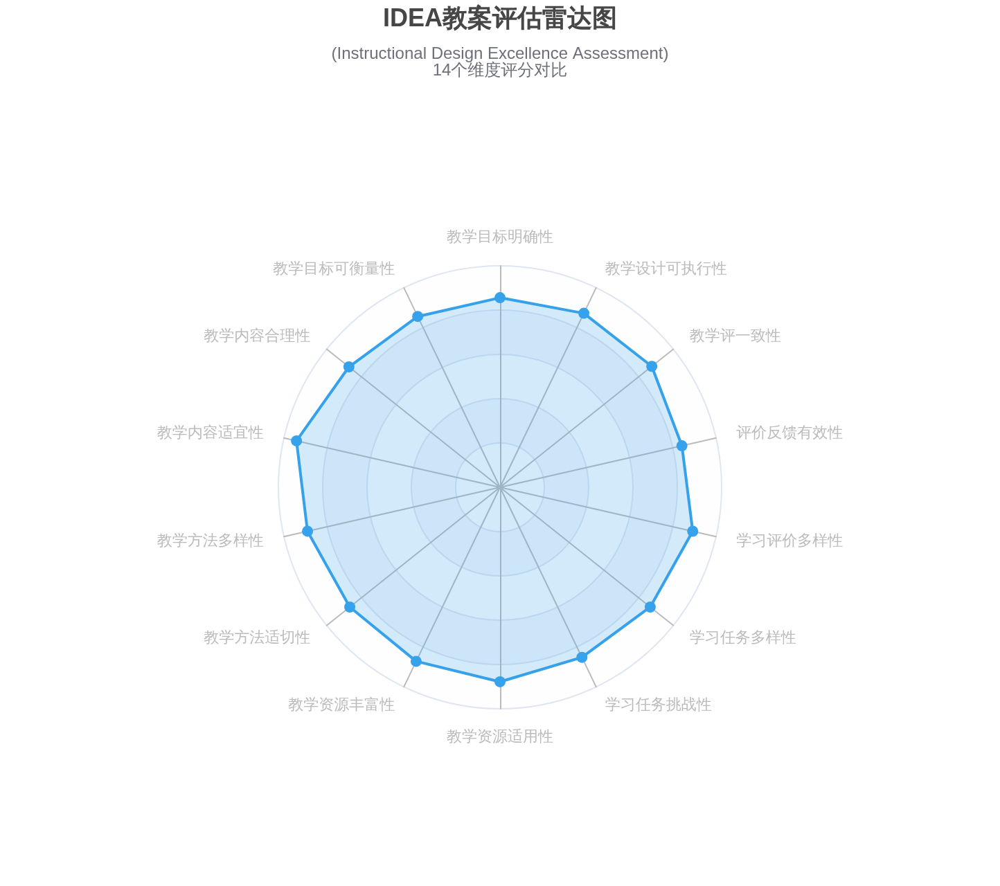 IDEA教案评估雷达图
(Instructional Design Excellence Assessment)
14个维度评分对比
教学目标明确性
教学目标可衡量性
教学设计可执行性
教学内容合理性
教学评一致性
教学内容适宜性
评价反馈有效性
教学方法多样性
学习评价多样性
教学方法适切性
学习任务多样性
教学资源丰富性
学习任务挑战性
教学资源适用性